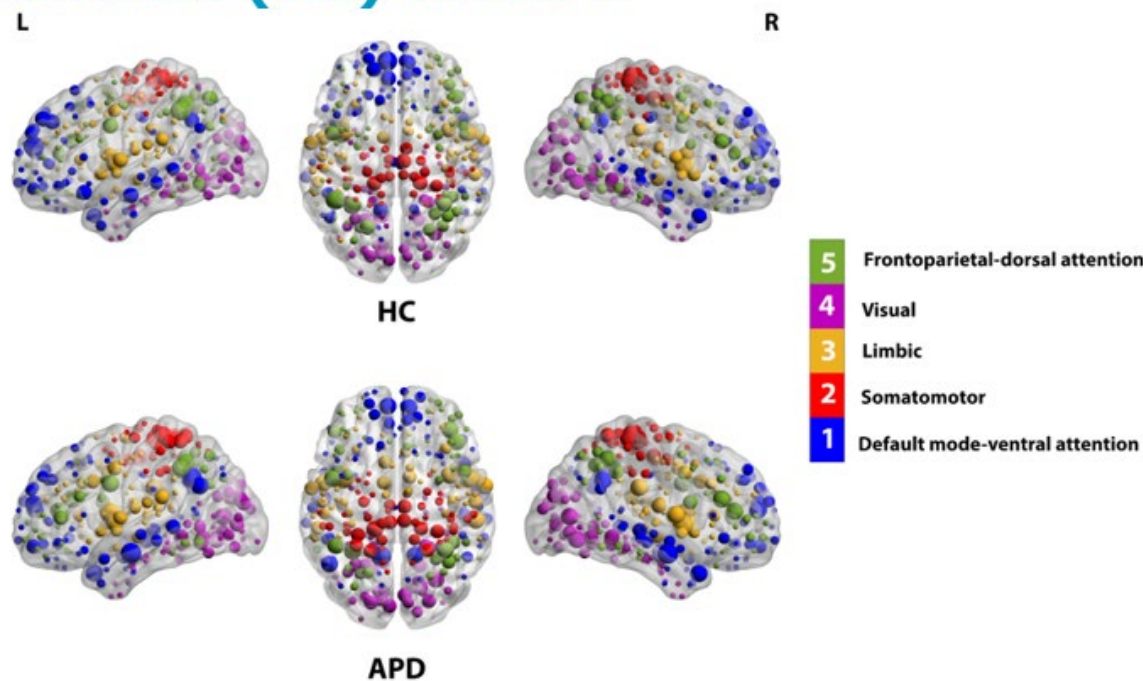 L
R
HC
5 Frontoparietal-dorsal attention
4 Visual
3 Limbic
2 Somatomotor
1 Default mode-ventral attention
APD